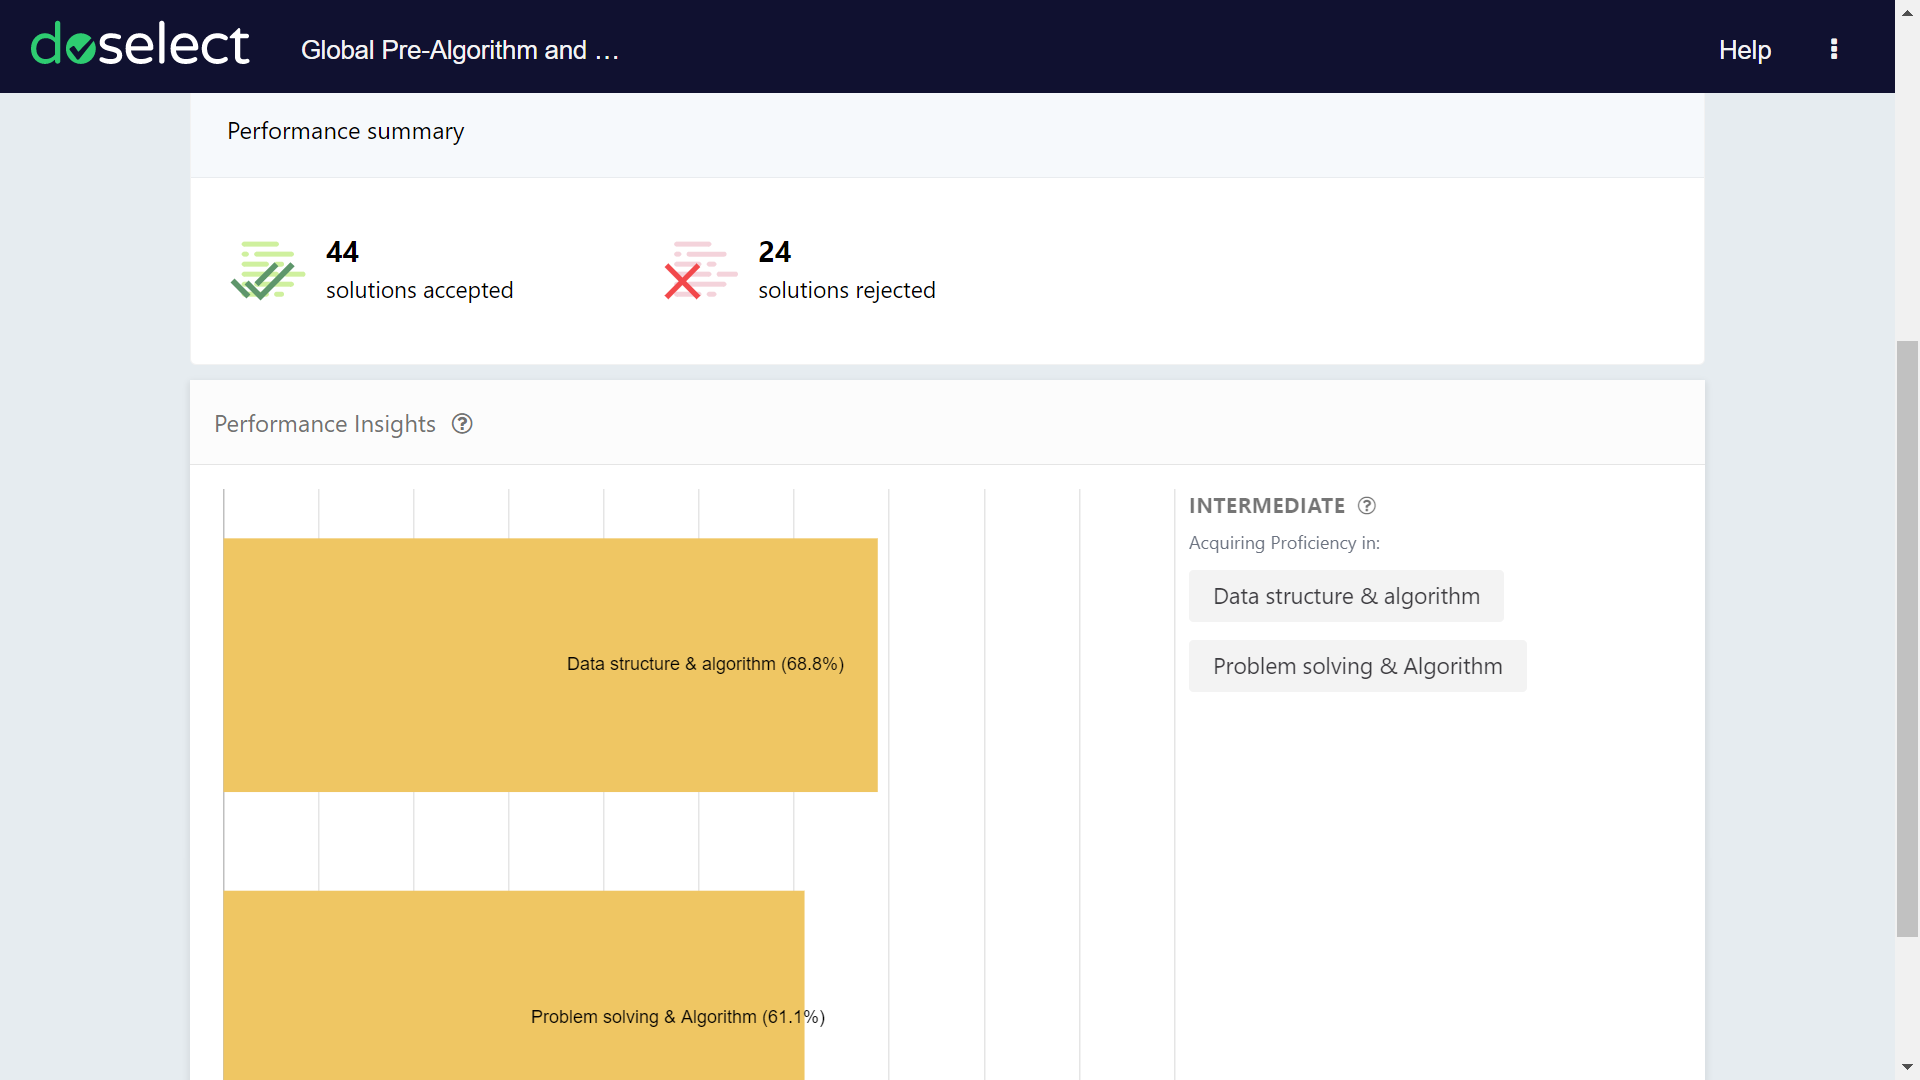 doselect
Global Pre-Algorithm and …
Help
Performance summary
44
solutions accepted
24
solutions rejected
Performance Insights
Data structure & algorithm (68.8%)
Problem solving & Algorithm (61.1%)
INTERMEDIATE
Acquiring Proficiency in:
Data structure & algorithm
Problem solving & Algorithm